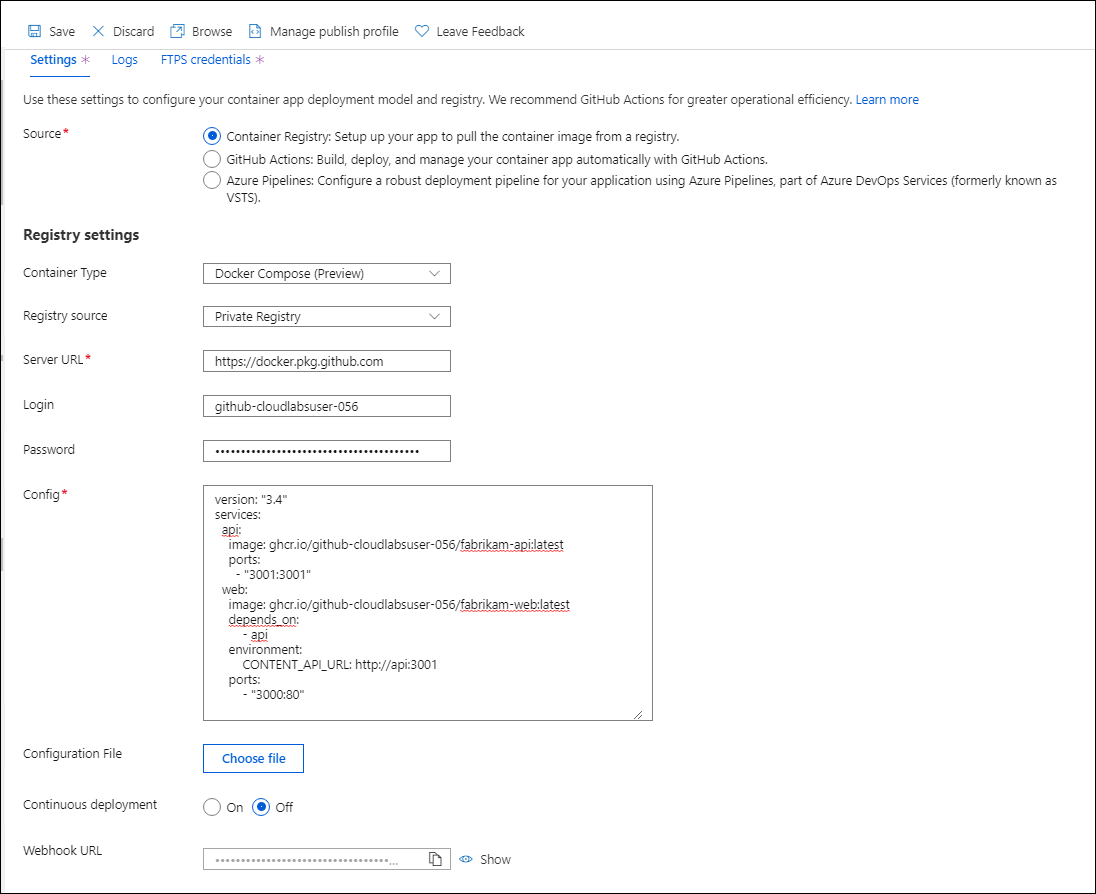 Save Discard Browse Manage publish profile Leave Feedback
Settings * Logs FTPS credentials *
Use these settings to configure your container app deployment model and registry. We recommend GitHub Actions for greater operational efficiency. Learn more
Source*
Container Registry: Setup up your app to pull the container image from a registry.
GitHub Actions: Build, deploy, and manage your container app automatically with GitHub Actions.
Azure Pipelines: Configure a robust deployment pipeline for your application using Azure Pipelines, part of Azure DevOps Services (formerly known as
VSTS).
Registry settings
Container Type Docker Compose (Preview)
Registry source Private Registry
Server URL* https://docker.pkg.github.com
Login github-cloudlabsuser-056
Password ••••••••••••••••••••••••••••••••••••••••
Config*
version: "3.4"
services:
api:
image: ghcr.io/github-cloudlabsuser-056/fabrikam-api:latest
ports:
- "3001:3001"
web:
image: ghcr.io/github-cloudlabsuser-056/fabrikam-web:latest
depends_on:
- api
environment:
CONTENT_API_URL: http://api:3001
ports:
- "3000:80"
Configuration File Choose file
Continuous deployment On Off
Webhook URL ••••••••••••••••••••••••••••••••••... Show